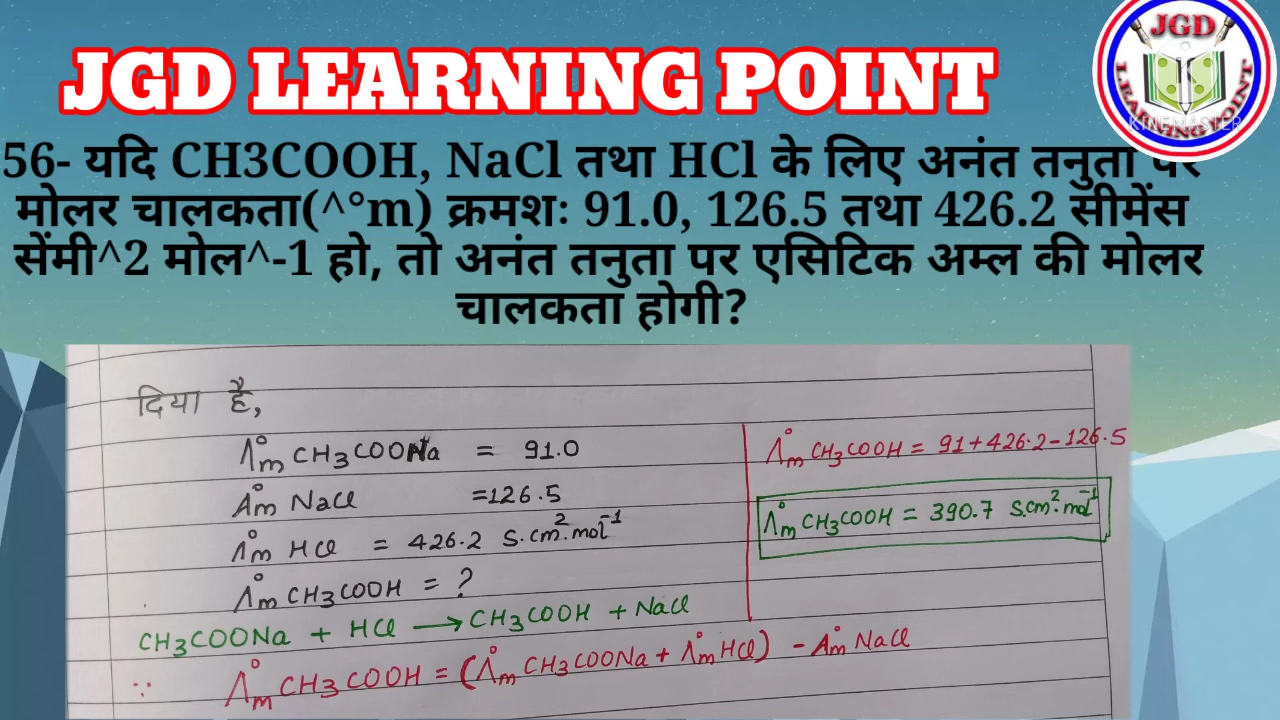 JGD LEARNING POINT
JGD
LEARNING POINT
KINEMASTER
56- यदि CH3COOH, NaCl तथा HCl के लिए अनंत तनुता पर
मोलर चालकता(^°m) क्रमशः 91.0, 126.5 तथा 426.2 सीमेंस
सेंमी^2 मोल^-1 हो, तो अनंत तनुता पर एसिटिक अम्ल की मोलर
चालकता होगी?
दिया है,
Λ°m CH3COONa = 91.0
Λ°m NaCl =126.5
Λ°m HCl = 426.2 S.cm².mol⁻¹
Λ°m CH3COOH = ?
CH3COONa + HCl ⟶ CH3COOH + NaCl
∵ Λ°m CH3COOH = (Λ°m CH3COONa + Λ°m HCl) - Λ°m NaCl
Λ°m CH3COOH = 91+426.2-126.5
Λ°m CH3COOH = 390.7 S.cm².mol⁻¹